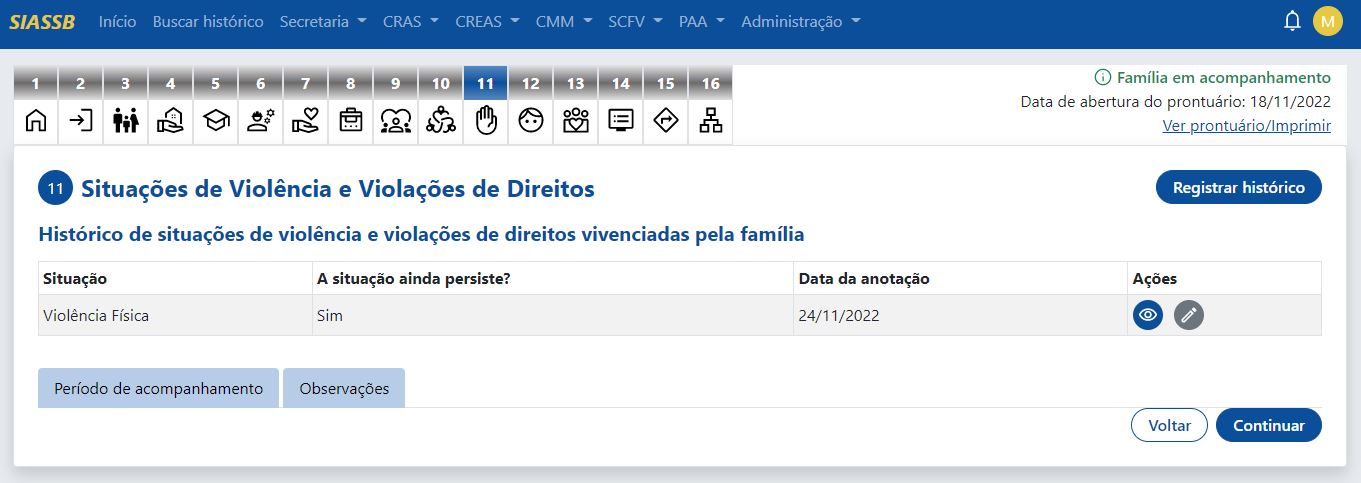 SIASSB Início Buscar histórico Secretaria CRAS CREAS CMM SCFV PAA Administração M
1 2 3 4 5 6 7 8 9 10 11 12 13 14 15 16
Família em acompanhamento
Data de abertura do prontuário: 18/11/2022
Ver prontuário/Imprimir
11 Situações de Violência e Violações de Direitos Registrar histórico
Histórico de situações de violência e violações de direitos vivenciadas pela família
Situação A situação ainda persiste? Data da anotação Ações
Violência Física Sim 24/11/2022
Período de acompanhamento Observações
Voltar Continuar